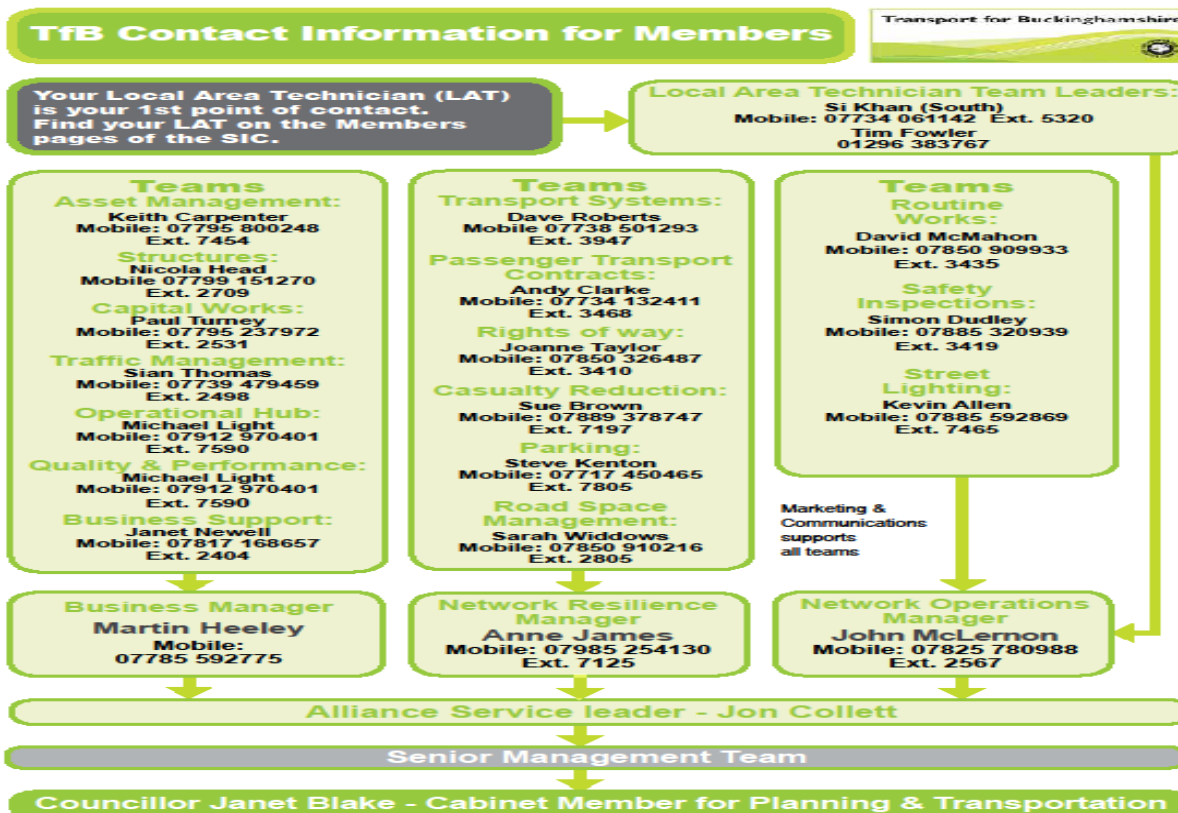 TfB Contact Information for Members
Transport for Buckinghamshire
Your Local Area Technician (LAT)
is your 1st point of contact.
Find your LAT on the Members
pages of the SIC.
Local Area Technician Team Leaders:
Si Khan (South)
Mobile: 07734 061142 Ext. 5320
Tim Fowler
01296 383767
Teams
Asset Management:
Keith Carpenter
Mobile: 07795 800248
Ext. 7454
Structures:
Nicola Head
Mobile 07799 151270
Ext. 2709
Capital Works:
Paul Turney
Mobile: 07795 237972
Ext. 2531
Traffic Management:
Sian Thomas
Mobile: 07739 479459
Ext. 2498
Operational Hub:
Michael Light
Mobile: 07912 970401
Ext. 7590
Quality & Performance:
Michael Light
Mobile: 07912 970401
Ext. 7590
Business Support:
Janet Newell
Mobile: 07817 168657
Ext. 2404
Teams
Transport Systems:
Dave Roberts
Mobile 07738 501293
Ext. 3947
Passenger Transport
Contracts:
Andy Clarke
Mobile: 07734 132411
Ext. 3468
Rights of way:
Joanne Taylor
Mobile: 07850 326487
Ext. 3410
Casualty Reduction:
Sue Brown
Mobile: 07889 378747
Ext. 7197
Parking:
Steve Kenton
Mobile: 07717 450465
Ext. 7805
Road Space
Management:
Sarah Widdows
Mobile: 07850 910216
Ext. 2805
Teams
Routine
Works:
David McMahon
Mobile: 07850 909933
Ext. 3435
Safety
Inspections:
Simon Dudley
Mobile: 07885 320939
Ext. 3419
Street
Lighting:
Kevin Allen
Mobile: 07885 592869
Ext. 7465
Marketing &
Communications
supports
all teams
Business Manager
Martin Heeley
Mobile:
07785 592775
Network Resilience
Manager
Anne James
Mobile: 07985 254130
Ext. 7125
Network Operations
Manager
John McLernon
Mobile: 07825 780988
Ext. 2567
Alliance Service leader - Jon Collett
Senior Management Team
Councillor Janet Blake - Cabinet Member for Planning & Transportation